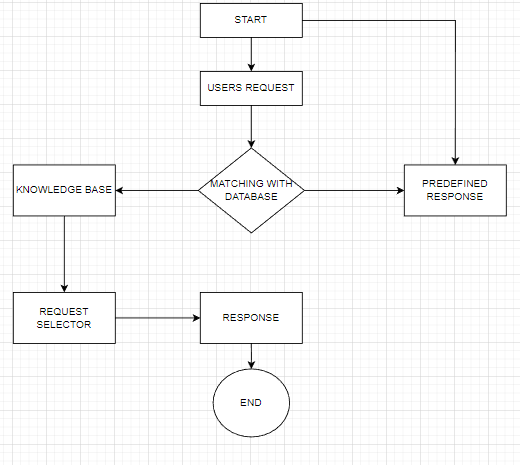 START
USERS REQUEST
MATCHING WITH
DATABASE
KNOWLEDGE BASE
PREDEFINED
RESPONSE
REQUEST
SELECTOR
RESPONSE
END